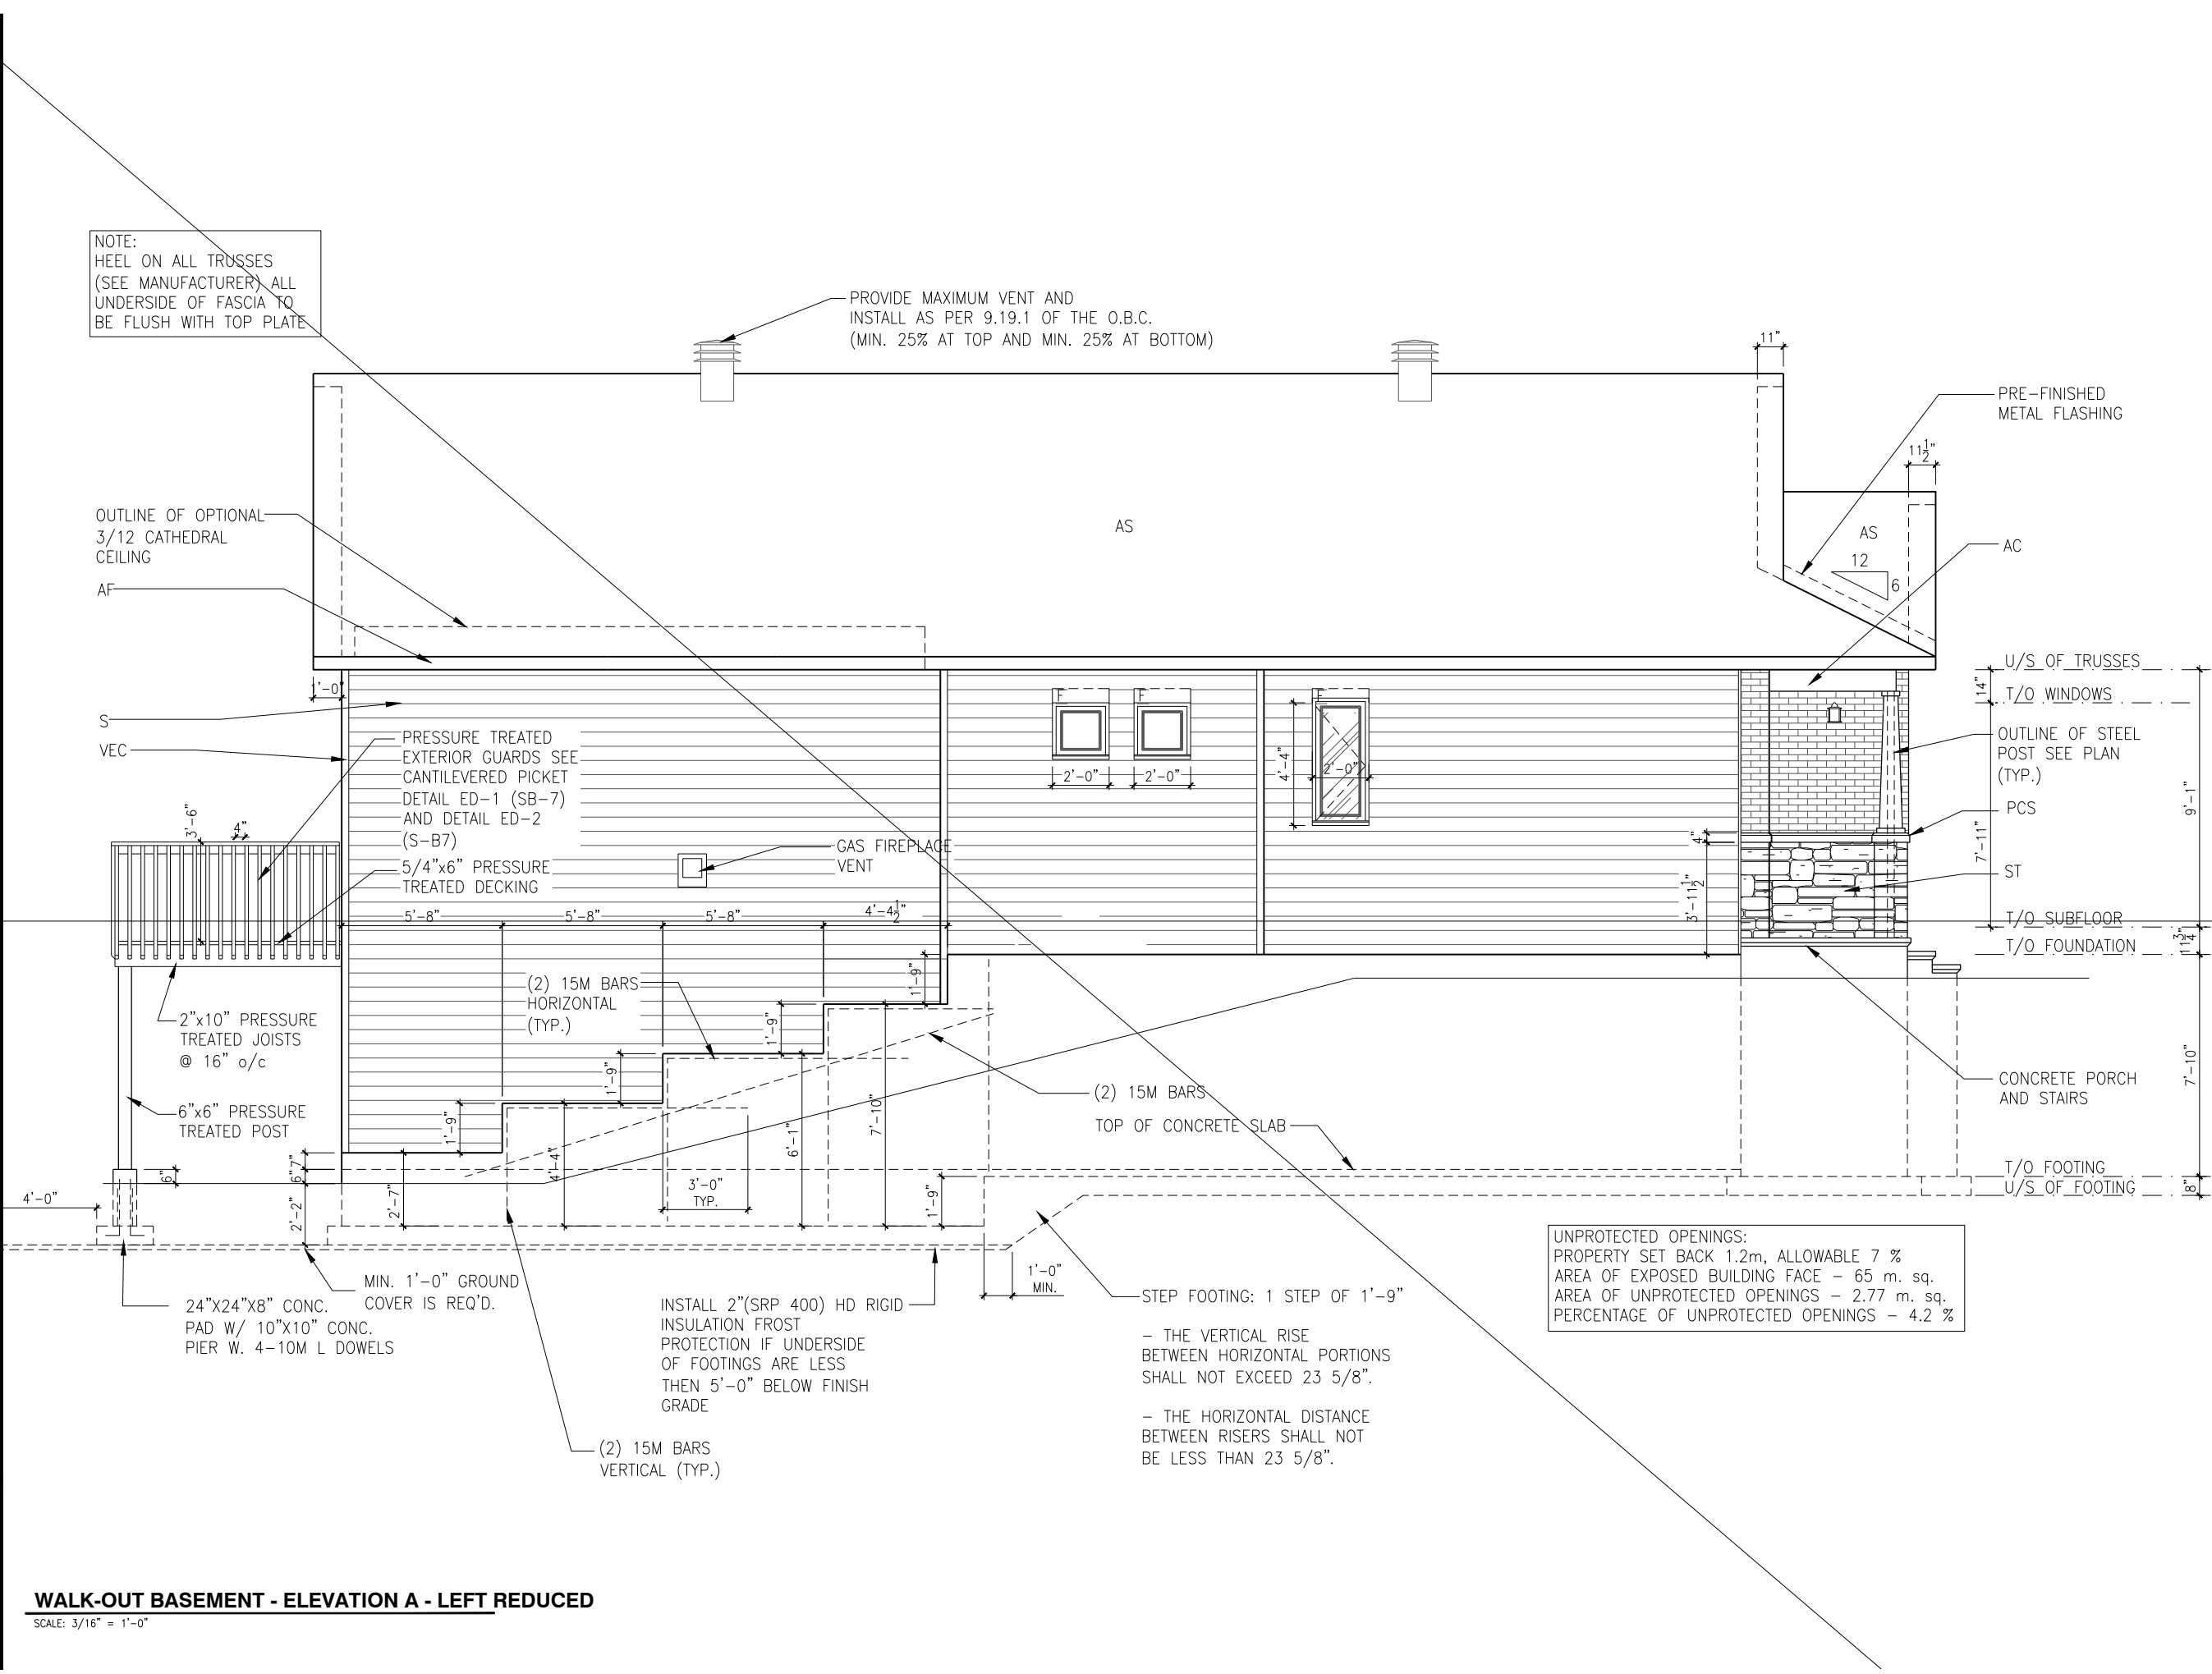 NOTE:
HEEL ON ALL TRUSSES
(SEE MANUFACTURER) ALL
UNDERSIDE OF FASCIA TO
BE FLUSH WITH TOP PLATE
PROVIDE MAXIMUM VENT AND
INSTALL AS PER 9.19.1 OF THE O.B.C.
(MIN. 25% AT TOP AND MIN. 25% AT BOTTOM)
11"
PRE-FINISHED
METAL FLASHING
11 1/2"
OUTLINE OF OPTIONAL
3/12 CATHEDRAL
CEILING
AS
AS
12
6
AC
AF
U/S OF TRUSSES
1'-0"
14"
T/O WINDOWS
F
F
F
S
VEC
PRESSURE TREATED
EXTERIOR GUARDS SEE
CANTILEVERED PICKET
DETAIL ED-1 (SB-7)
AND DETAIL ED-2
(S-B7)
2'-0"
2'-0"
4'-4"
2'-0"
OUTLINE OF STEEL
POST SEE PLAN
(TYP.)
9'-1"
PCS
3'-6"
4"
GAS FIREPLACE
VENT
4"
7'-11"
5/4"x6" PRESSURE
TREATED DECKING
ST
3'-11 1/2"
5'-8"
5'-8"
5'-8"
4'-4 1/2"
T/O SUBFLOOR
11 3/4"
T/O FOUNDATION
(2) 15M BARS
HORIZONTAL
(TYP.)
1'-9"
1'-9"
1'-9"
1'-9"
2"x10" PRESSURE
TREATED JOISTS
@ 16" o/c
6"x6" PRESSURE
TREATED POST
(2) 15M BARS
TOP OF CONCRETE SLAB
CONCRETE PORCH
AND STAIRS
7'-10"
7'-10"
6'-1"
4'-4"
2'-7"
T/O FOOTING
U/S OF FOOTING
8"
6"
7"
6"
4'-0"
2'-2"
3'-0"
TYP.
1'-9"
1'-0"
MIN.
MIN. 1'-0" GROUND
COVER IS REQ'D.
24"X24"X8" CONC.
PAD W/ 10"X10" CONC.
PIER W. 4-10M L DOWELS
INSTALL 2"(SRP 400) HD RIGID
INSULATION FROST
PROTECTION IF UNDERSIDE
OF FOOTINGS ARE LESS
THEN 5'-0" BELOW FINISH
GRADE
(2) 15M BARS
VERTICAL (TYP.)
STEP FOOTING: 1 STEP OF 1'-9"
- THE VERTICAL RISE
BETWEEN HORIZONTAL PORTIONS
SHALL NOT EXCEED 23 5/8".
- THE HORIZONTAL DISTANCE
BETWEEN RISERS SHALL NOT
BE LESS THAN 23 5/8".
UNPROTECTED OPENINGS:
PROPERTY SET BACK 1.2m, ALLOWABLE 7 %
AREA OF EXPOSED BUILDING FACE - 65 m. sq.
AREA OF UNPROTECTED OPENINGS - 2.77 m. sq.
PERCENTAGE OF UNPROTECTED OPENINGS - 4.2 %
WALK-OUT BASEMENT - ELEVATION A - LEFT REDUCED
SCALE: 3/16" = 1'-0"